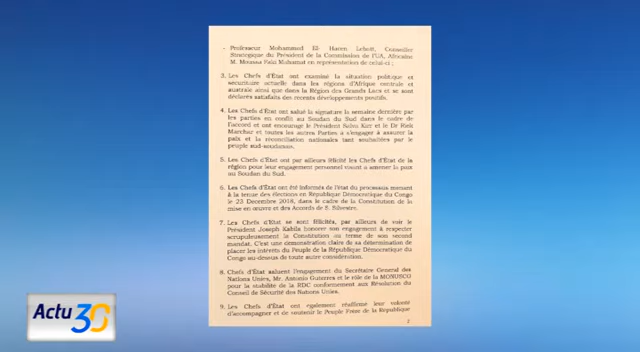 - Professeur Mohammed El- Hacen Lebatt, Conseiller
Stratégique du Président de la Commission de l'UA, Africaine
M. Moussa Faki Mahamat en représentation de celui-ci ;
3. Les Chefs d'État ont examiné la situation politique et
sécuritaire actuelle dans les régions d'Afrique centrale et
australe ainsi que dans la Région des Grands Lacs et se sont
déclarés satisfaits des récents développements positifs.
4. Les Chefs d'État ont salué la signature la semaine dernière par
les parties en conflit au Soudan du Sud dans le cadre de
l'accord et ont encouragé le Président Salva Kiir et le Dr Riek
Marchar et toutes les autres Parties à s'engager à assurer la
paix et la réconciliation nationales tant souhaitées par le
peuple sud-soudanais.
5. Les Chefs d'État ont par ailleurs félicité les Chefs d'État de la
région pour leur engagement personnel visant à amener la paix
au Soudan du Sud.
6. Les Chefs d'État ont été informés de l'état du processus menant
à la tenue des élections en République Démocratique du Congo
le 23 Décembre 2018, dans le cadre de la Constitution de la
mise en œuvre et des Accords de S. Silvestre.
7. Les Chefs d'État se sont félicités, par ailleurs de voir le
Président Joseph Kabila honorer son engagement à respecter
scrupuleusement la Constitution au terme de son second
mandat. C'est une démonstration claire de sa détermination de
placer les intérêts du Peuple de la République Démocratique du
Congo au-dessus de toute autre considération.
8. Chefs d'État saluent l'engagement du Secrétaire Général des
Nations Unies, Mr. Antonio Guterres et le rôle de la MONUSCO
pour la stabilité de la RDC conformément aux Résolution du
Conseil de Sécurité des Nations Unies.
9. Les Chefs d'État ont également réaffirmé leur volonté
d'accompagner et de soutenir le Peuple Frère de la République
2
Actu30